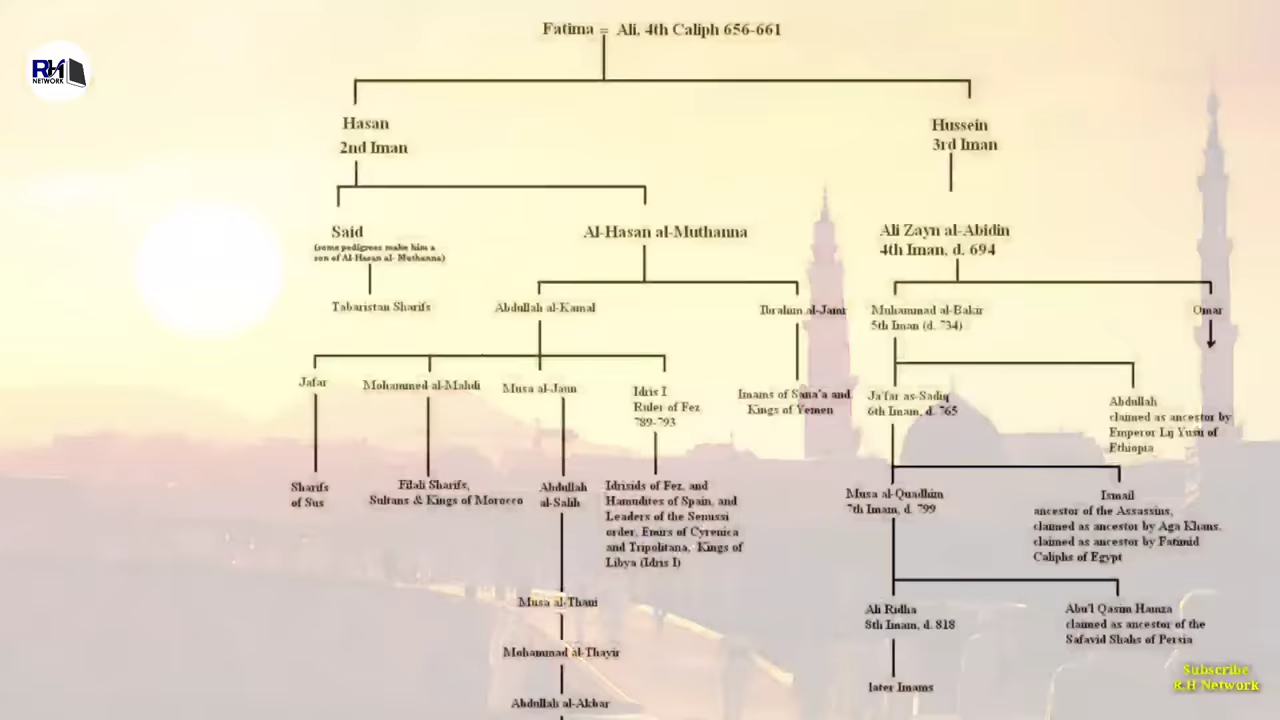 RH
NETWORK
Fatima = Ali, 4th Caliph 656-661
Hasan
2nd Iman
Hussein
3rd Iman
Said
(some pedigrees make him a
son of Al-Hasan al- Muthanna)
Al-Hasan al-Muthanna
Ali Zayn al-Abidin
4th Iman, d. 694
Tabaristan Sharifs
Abdullah al-Kamal
Ibrahim al-Jamr
Muhammad al-Bakir
5th Iman (d. 734)
Omar
Jafar
Mohammed al-Mahdi
Musa al-Jaun
Idris I
Ruler of Fez
789-793
Imams of Sana'a and
Kings of Yemen
Ja'far as-Sadiq
6th Imam, d. 765
Abdullah
claimed as ancestor by
Emperor Lij Yusu of
Ethiopia
Sharifs
of Sus
Filali Sharifs,
Sultans & Kings of Morocco
Abdullah
al-Salih
Idrisids of Fez, and
Hamudites of Spain, and
Leaders of the Senussi
order, Emirs of Cyrenica
and Tripolitana, Kings of
Libya (Idris I)
Musa al-Quadhim
7th Imam, d. 799
Ismail
ancestor of the Assassins,
claimed as ancestor by Aga Khans,
claimed as ancestor by Fatimid
Caliphs of Egypt
Musa al-Thani
Ali Ridha
8th Imam, d. 818
Abu'l Qasim Hamza
claimed as ancestor of the
Safavid Shahs of Persia
Mohammad al-Thayir
later Imams
Abdullah al-Akbar
Subscribe
R.H Network